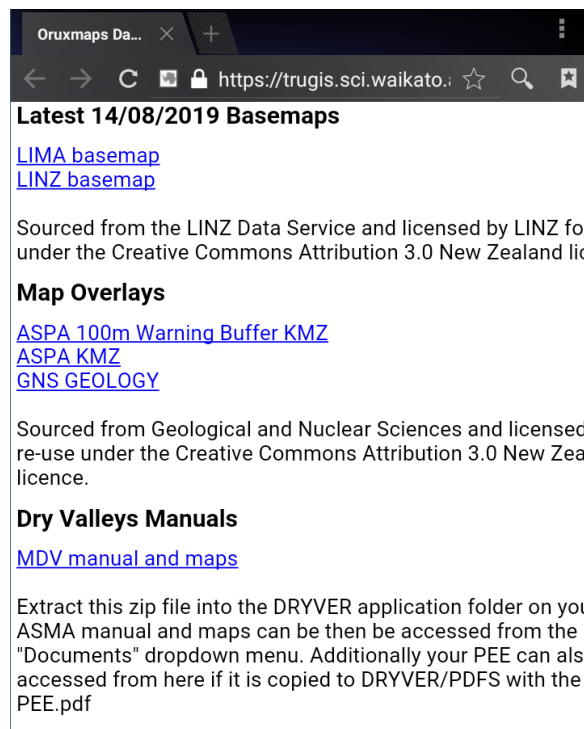 Oruxmaps Da...
https://trugis.sci.waikato.
Latest 14/08/2019 Basemaps
LIMA basemap
LINZ basemap
Sourced from the LINZ Data Service and licensed by LINZ fo
under the Creative Commons Attribution 3.0 New Zealand lic
Map Overlays
ASPA 100m Warning Buffer KMZ
ASPA KMZ
GNS GEOLOGY
Sourced from Geological and Nuclear Sciences and licensed
re-use under the Creative Commons Attribution 3.0 New Zea
licence.
Dry Valleys Manuals
MDV manual and maps
Extract this zip file into the DRYVER application folder on you
ASMA manual and maps can be then be accessed from the
"Documents" dropdown menu. Additionally your PEE can als
accessed from here if it is copied to DRYVER/PDFS with the
PEE.pdf